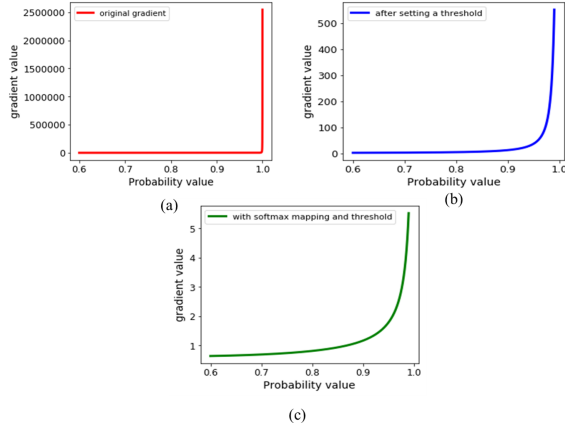 original gradient
2500000
2000000
1500000
1000000
500000
0
gradient value
0.6 0.7 0.8 0.9 1.0
Probability value
(a)
after setting a threshold
500
400
300
200
100
0
gradient value
0.6 0.7 0.8 0.9 1.0
Probability value
(b)
with softmax mapping and threshold
5
4
3
2
1
gradient value
0.6 0.7 0.8 0.9 1.0
Probability value
(c)